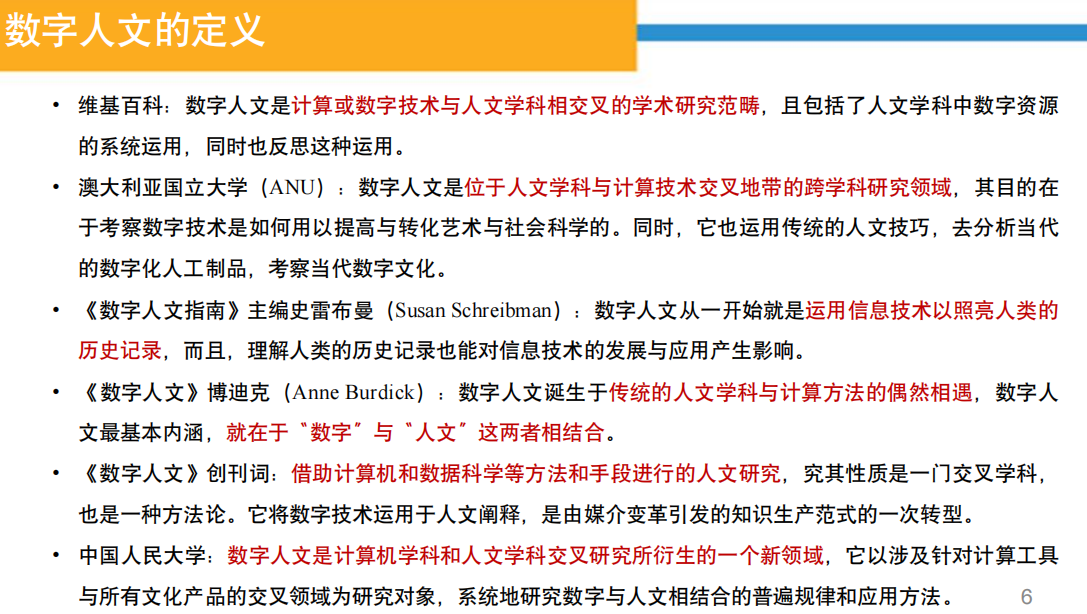 数字人文的定义
• 维基百科：数字人文是计算或数字技术与人文学科相交叉的学术研究范畴，且包括了人文学科中数字资源
的系统运用，同时也反思这种运用。
• 澳大利亚国立大学（ANU）：数字人文是位于人文学科与计算技术交叉地带的跨学科研究领域，其目的在
于考察数字技术是如何用以提高与转化艺术与社会科学的。同时，它也运用传统的人文技巧，去分析当代
的数字化人工制品，考察当代数字文化。
• 《数字人文指南》主编史雷布曼（Susan Schreibman）：数字人文从一开始就是运用信息技术以照亮人类的
历史记录，而且，理解人类的历史记录也能对信息技术的发展与应用产生影响。
• 《数字人文》博迪克（Anne Burdick）：数字人文诞生于传统的人文学科与计算方法的偶然相遇，数字人
文最基本内涵，就在于〝数字〞与〝人文〞这两者相结合。
• 《数字人文》创刊词：借助计算机和数据科学等方法和手段进行的人文研究，究其性质是一门交叉学科，
也是一种方法论。它将数字技术运用于人文阐释，是由媒介变革引发的知识生产范式的一次转型。
• 中国人民大学：数字人文是计算机学科和人文学科交叉研究所衍生的一个新领域，它以涉及针对计算工具
与所有文化产品的交叉领域为研究对象，系统地研究数字与人文相结合的普遍规律和应用方法。
6